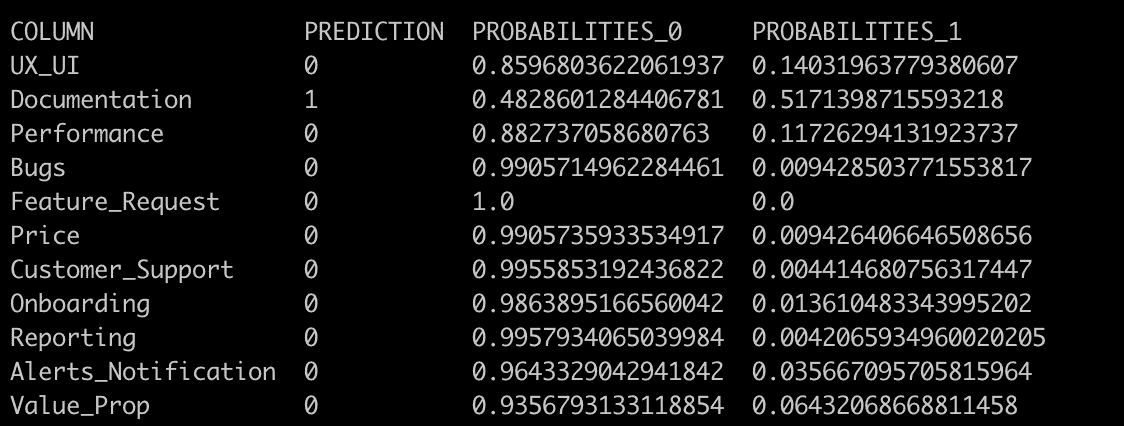 COLUMN PREDICTION PROBABILITIES_0 PROBABILITIES_1
UX_UI 0 0.8596803622061937 0.14031963779380607
Documentation 1 0.4828601284406781 0.5171398715593218
Performance 0 0.882737058680763 0.11726294131923737
Bugs 0 0.9905714962284461 0.009428503771553817
Feature_Request 0 1.0 0.0
Price 0 0.9905735933534917 0.009426406646508656
Customer_Support 0 0.9955853192436822 0.004414680756317447
Onboarding 0 0.9863895166560042 0.013610483343995202
Reporting 0 0.9957934065039984 0.0042065934960020205
Alerts_Notification 0 0.9643329042941842 0.035667095705815964
Value_Prop 0 0.9356793133118854 0.06432068668811458